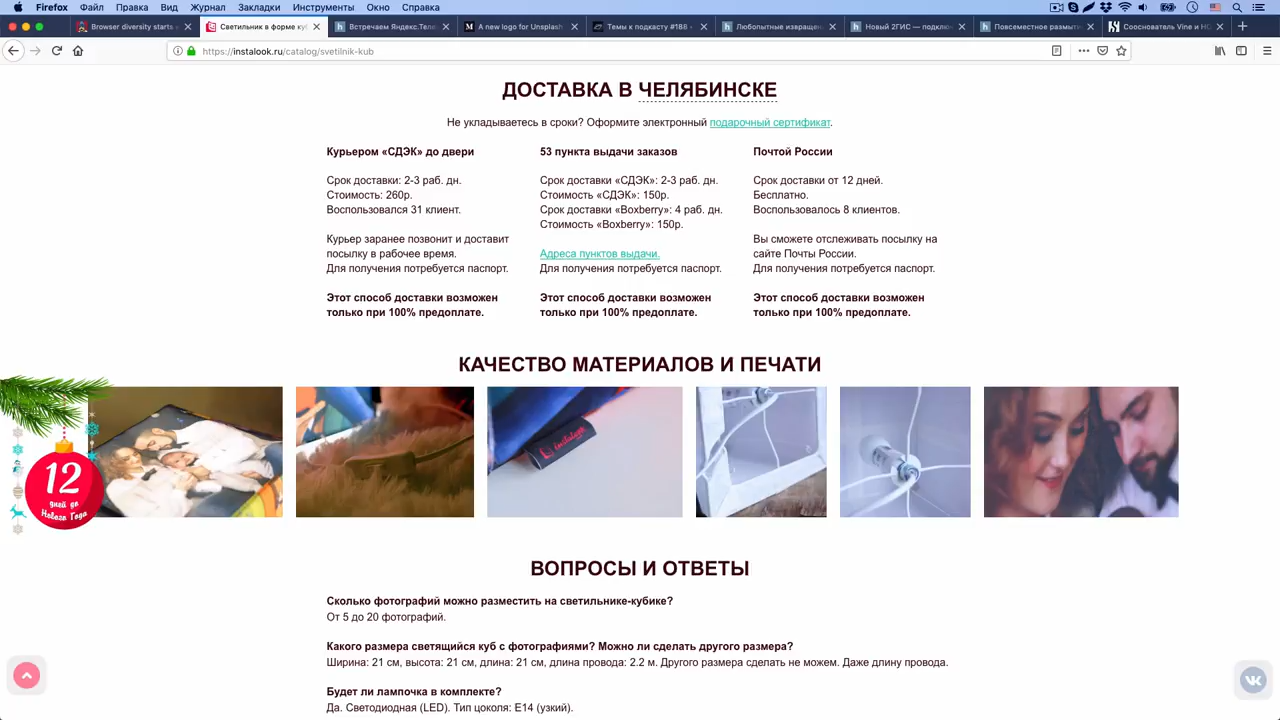 Firefox Файл Правка Вид Журнал Закладки Инструменты Окно Справка
Browser diversity starts
Светильник в форме куб
Встречаем Яндекс.Теле
A new logo for Unsplash
Темы к подкасту #188
Любопытные извращен
Новый 2ГИС — подклю
Повсеместное размыти
Сооснователь Vine и HQ
https://instalook.ru/catalog/svetilnik-kub
ДОСТАВКА В ЧЕЛЯБИНСКЕ
Не укладываетесь в сроки? Оформите электронный подарочный сертификат.
Курьером «СДЭК» до двери
Срок доставки: 2-3 раб. дн.
Стоимость: 260р.
Воспользовался 31 клиент.
Курьер заранее позвонит и доставит
посылку в рабочее время.
Для получения потребуется паспорт.
Этот способ доставки возможен
только при 100% предоплате.
53 пункта выдачи заказов
Срок доставки «СДЭК»: 2-3 раб. дн.
Стоимость «СДЭК»: 150р.
Срок доставки «Boxberry»: 4 раб. дн.
Стоимость «Boxberry»: 150р.
Адреса пунктов выдачи.
Для получения потребуется паспорт.
Этот способ доставки возможен
только при 100% предоплате.
Почтой России
Срок доставки от 12 дней.
Бесплатно.
Воспользовалось 8 клиентов.
Вы сможете отслеживать посылку на
сайте Почты России.
Для получения потребуется паспорт.
Этот способ доставки возможен
только при 100% предоплате.
КАЧЕСТВО МАТЕРИАЛОВ И ПЕЧАТИ
12
дней до
Нового Года
instalook
ВОПРОСЫ И ОТВЕТЫ
Сколько фотографий можно разместить на светильнике-кубике?
От 5 до 20 фотографий.
Какого размера светящийся куб с фотографиями? Можно ли сделать другого размера?
Ширина: 21 см, высота: 21 см, длина: 21 см, длина провода: 2.2 м. Другого размера сделать не можем. Даже длину провода.
Будет ли лампочка в комплекте?
Да. Светодиодная (LED). Тип цоколя: E14 (узкий).